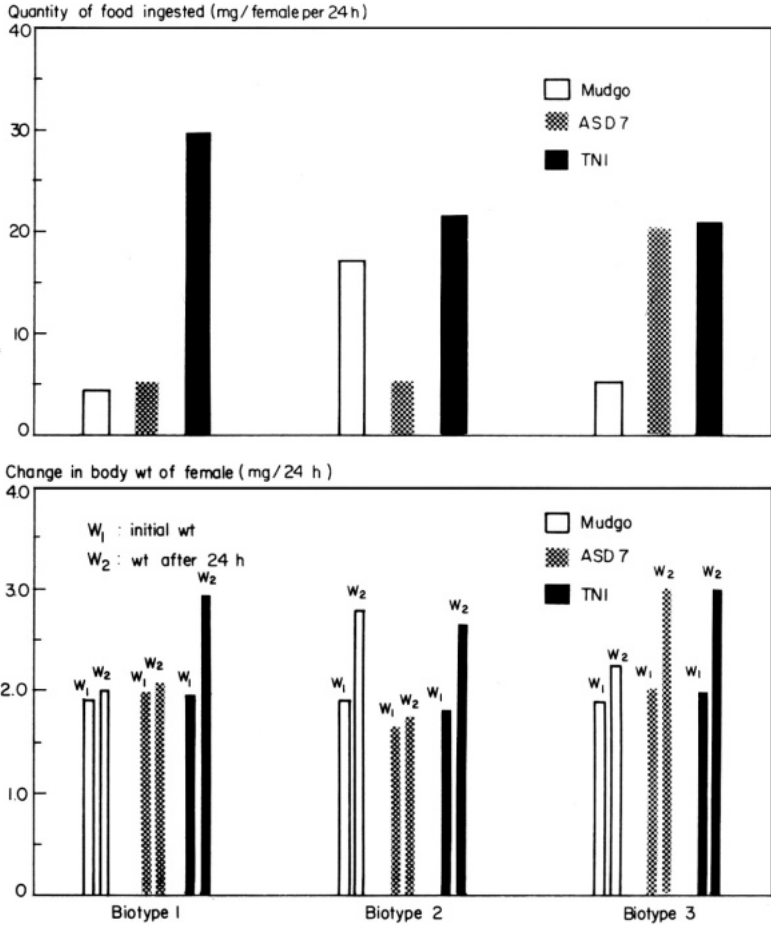 Quantity of food ingested (mg/female per 24 h)
40
30
20
10
0
Mudgo
ASD 7
TNI
Change in body wt of female (mg/24 h)
4.0
3.0
2.0
1.0
0
W1 : initial wt
W2 : wt after 24 h
Mudgo
ASD 7
TNI
W1 W2 W1 W2 W1 W2
W1 W2 W1 W2 W1 W2
W1 W2 W1 W2 W1 W2
Biotype 1 Biotype 2 Biotype 3